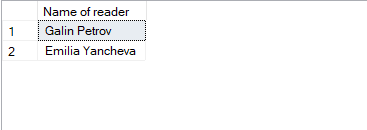 Name of reader
1 Galin Petrov
2 Emilia Yancheva